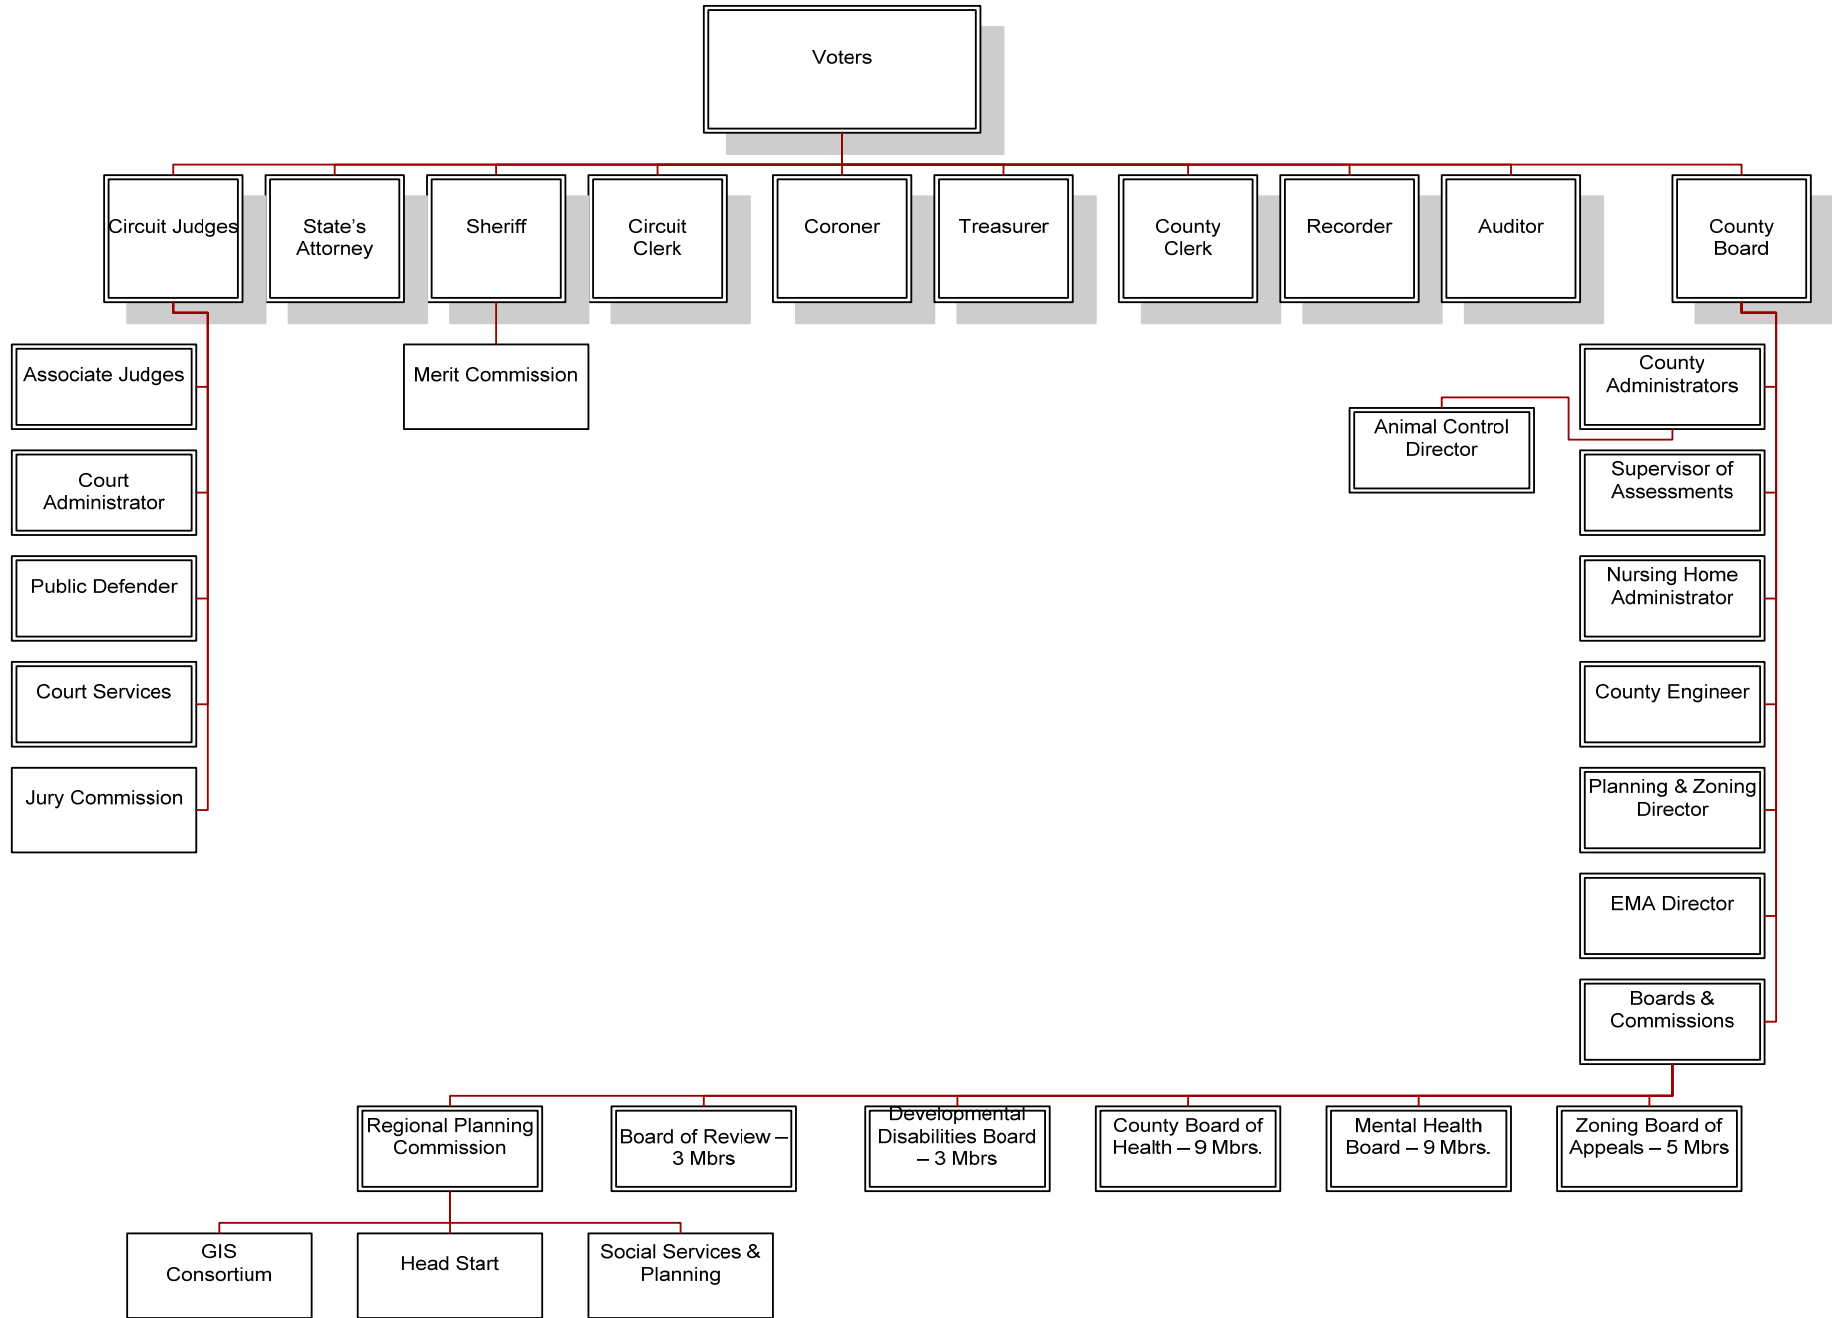 Voters
Circuit Judges
State’s
Attorney
Sheriff
Circuit
Clerk
Coroner
Treasurer
County
Clerk
Recorder
Auditor
County
Board
Associate Judges
Court
Administrator
Public Defender
Court Services
Jury Commission
Merit Commission
Animal Control
Director
County
Administrators
Supervisor of
Assessments
Nursing Home
Administrator
County Engineer
Planning & Zoning
Director
EMA Director
Boards &
Commissions
Regional Planning
Commission
Board of Review –
3 Mbrs
Developmental
Disabilities Board
– 3 Mbrs
County Board of
Health – 9 Mbrs.
Mental Health
Board – 9 Mbrs.
Zoning Board of
Appeals – 5 Mbrs
GIS
Consortium
Head Start
Social Services &
Planning